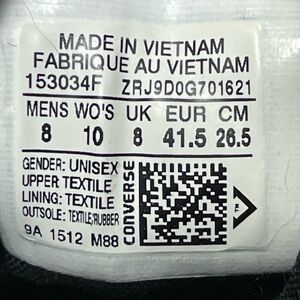 MADE IN VIETNAM
FABRIQUE AU VIETNAM
153034F ZRJ9D0G701621
MENS WO'S UK EUR CM
8 10 8 41.5 26.5
GENDER: UNISEX
UPPER TEXTILE
LINING: TEXTILE
OUTSOLE: TEXTILE/RUBBER
9A 1512 M88
CONVERSE